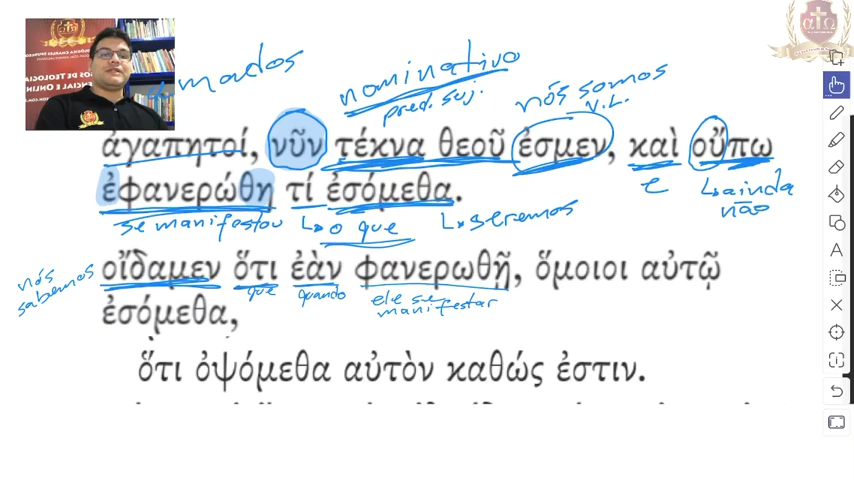 amados
nominativo
pred. suj.
nós somos
v.L.
ἀγαπητοί, νῦν τέκνα θεοῦ ἐσμεν, καὶ οὔπω
e
ainda
não
ἐφανερώθη τί ἐσόμεθα.
se manifestou
o que
seremos
nós
sabemos
οἴδαμεν ὅτι ἐὰν φανερωθῇ, ὅμοιοι αὐτῷ
que
quando
ele se
manifestar
ἐσόμεθα,
ὅτι ὀψόμεθα αὐτὸν καθώς ἐστιν.